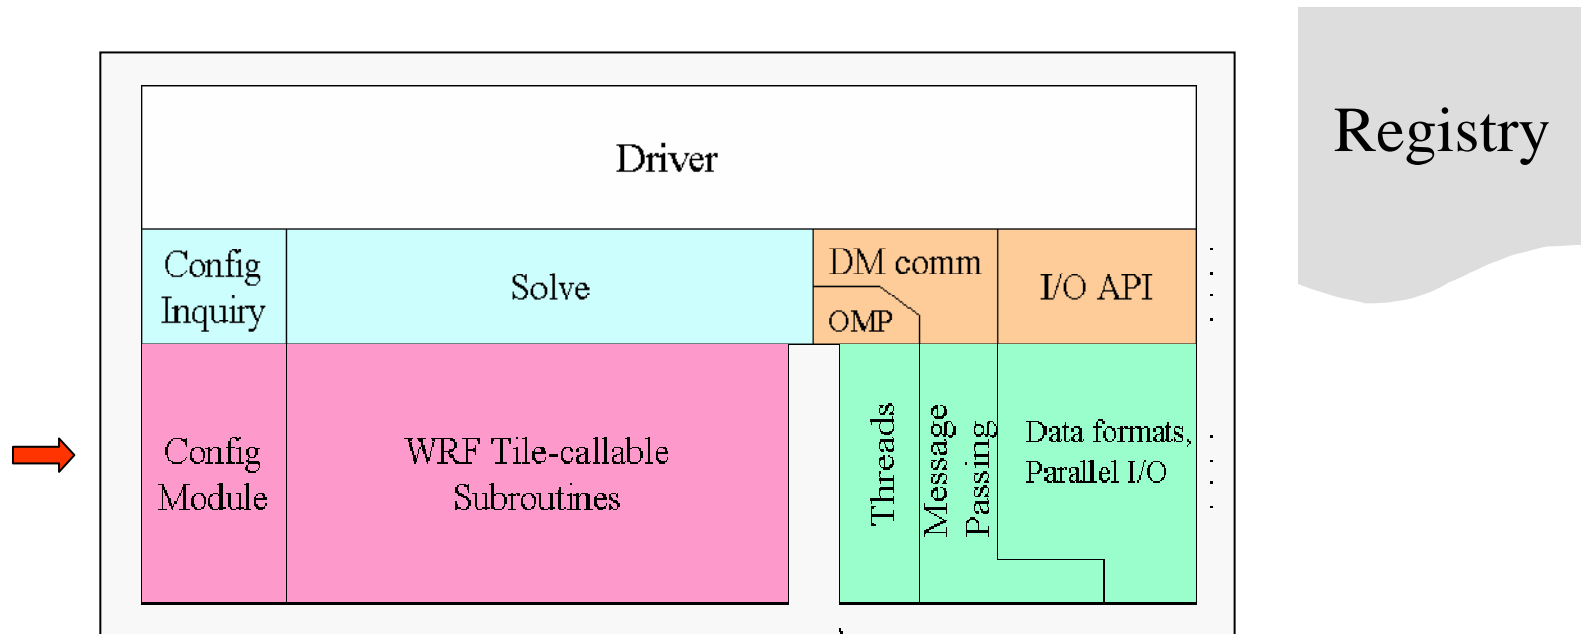 Registry
Driver
Config
Inquiry
Solve
DM comm
OMP
I/O API
Config
Module
WRF Tile-callable
Subroutines
Threads
Message
Passing
Data formats,
Parallel I/O